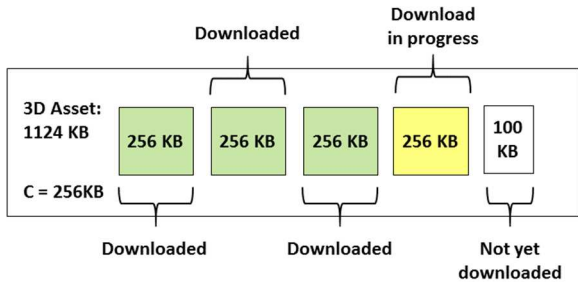 Downloaded
Download
in progress
3D Asset:
1124 KB
256 KB
256 KB
256 KB
256 KB
100
KB
C = 256KB
Downloaded
Downloaded
Not yet
downloaded